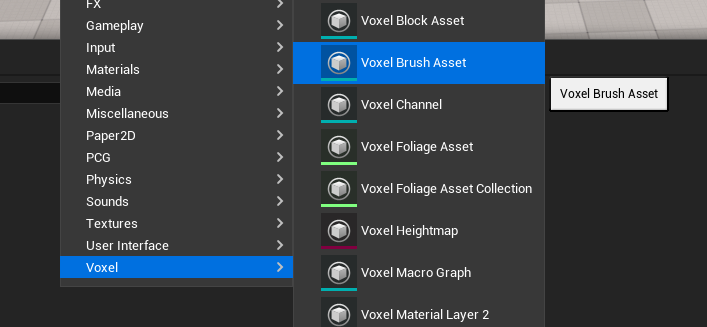 FX
Gameplay
Input
Materials
Media
Miscellaneous
Paper2D
PCG
Physics
Sounds
Textures
User Interface
Voxel
Voxel Block Asset
Voxel Brush Asset
Voxel Channel
Voxel Foliage Asset
Voxel Foliage Asset Collection
Voxel Heightmap
Voxel Macro Graph
Voxel Material Layer 2
Voxel Brush Asset